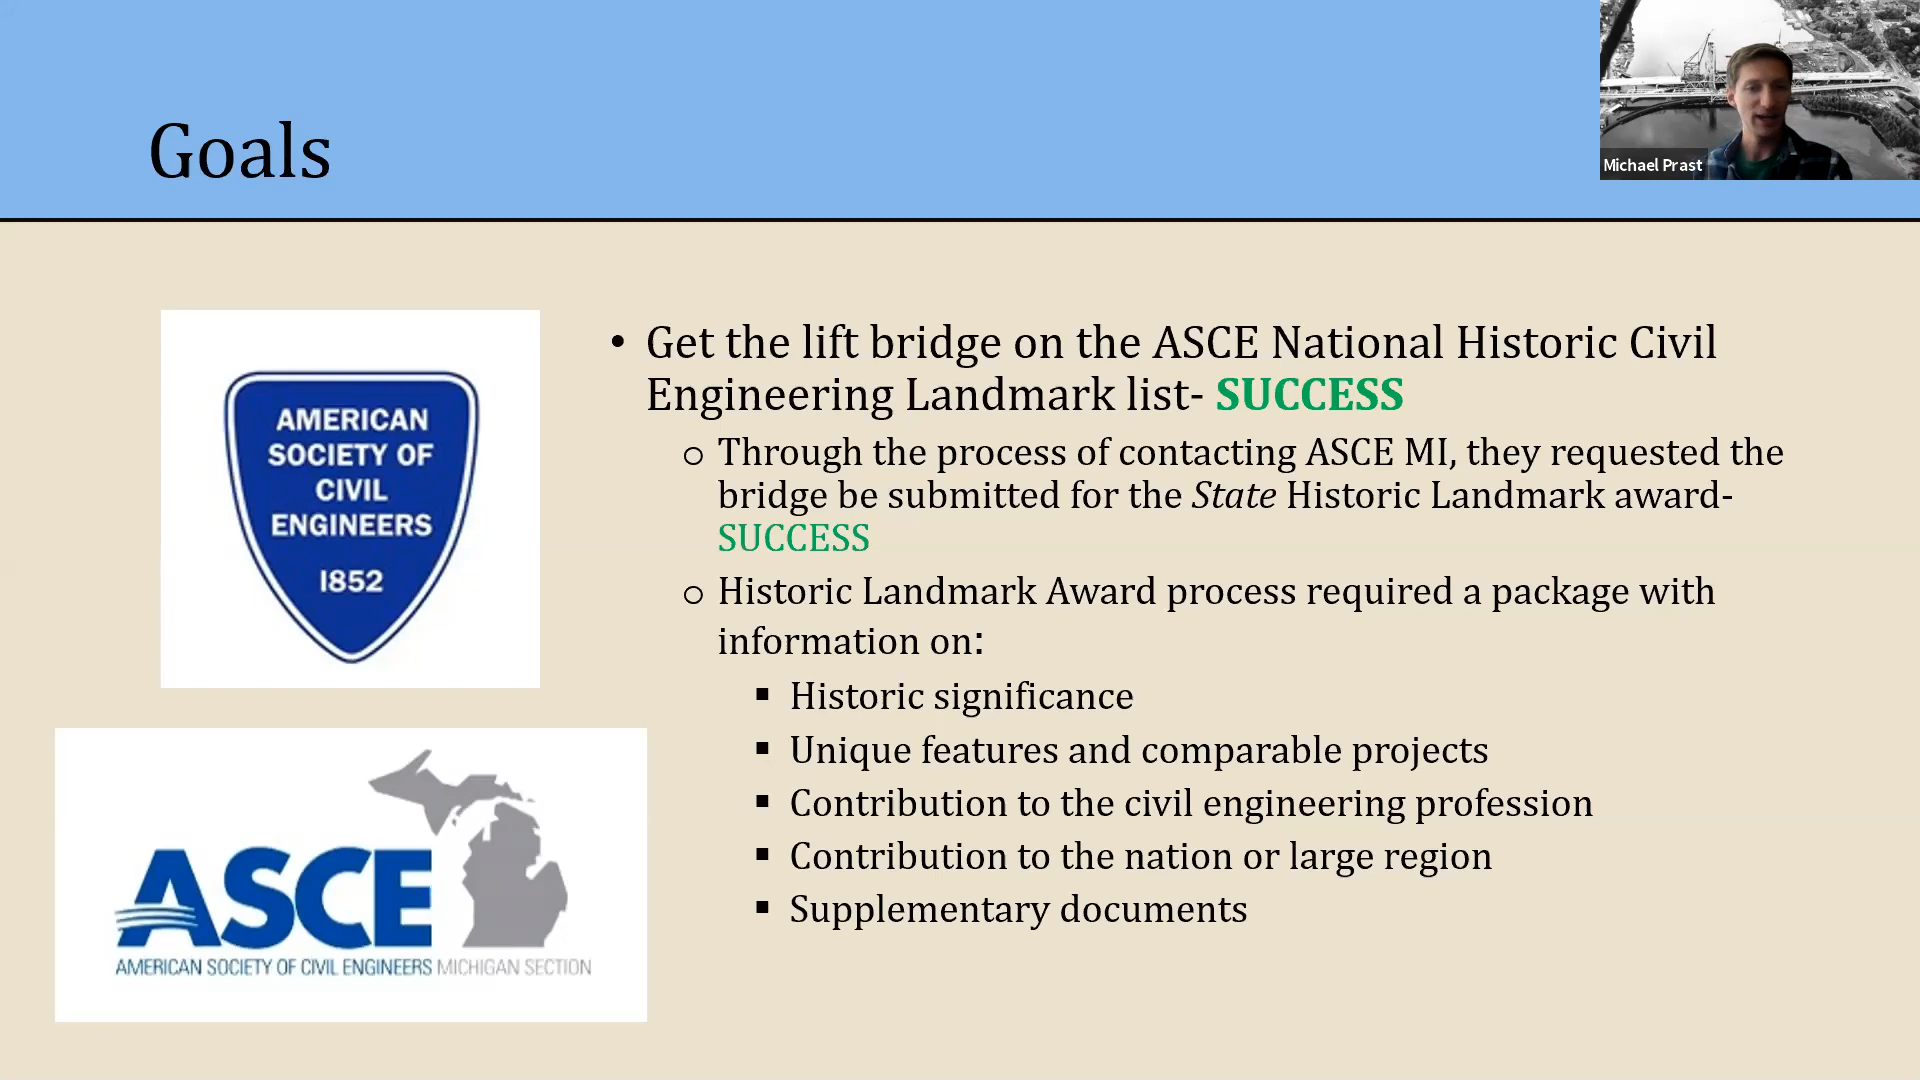 Goals
Michael Prast
AMERICAN
SOCIETY OF
CIVIL
ENGINEERS
1852
• Get the lift bridge on the ASCE National Historic Civil
Engineering Landmark list- SUCCESS
o Through the process of contacting ASCE MI, they requested the
bridge be submitted for the State Historic Landmark award-
SUCCESS
o Historic Landmark Award process required a package with
information on:
▪ Historic significance
▪ Unique features and comparable projects
▪ Contribution to the civil engineering profession
▪ Contribution to the nation or large region
▪ Supplementary documents
ASCE
AMERICAN SOCIETY OF CIVIL ENGINEERS MICHIGAN SECTION